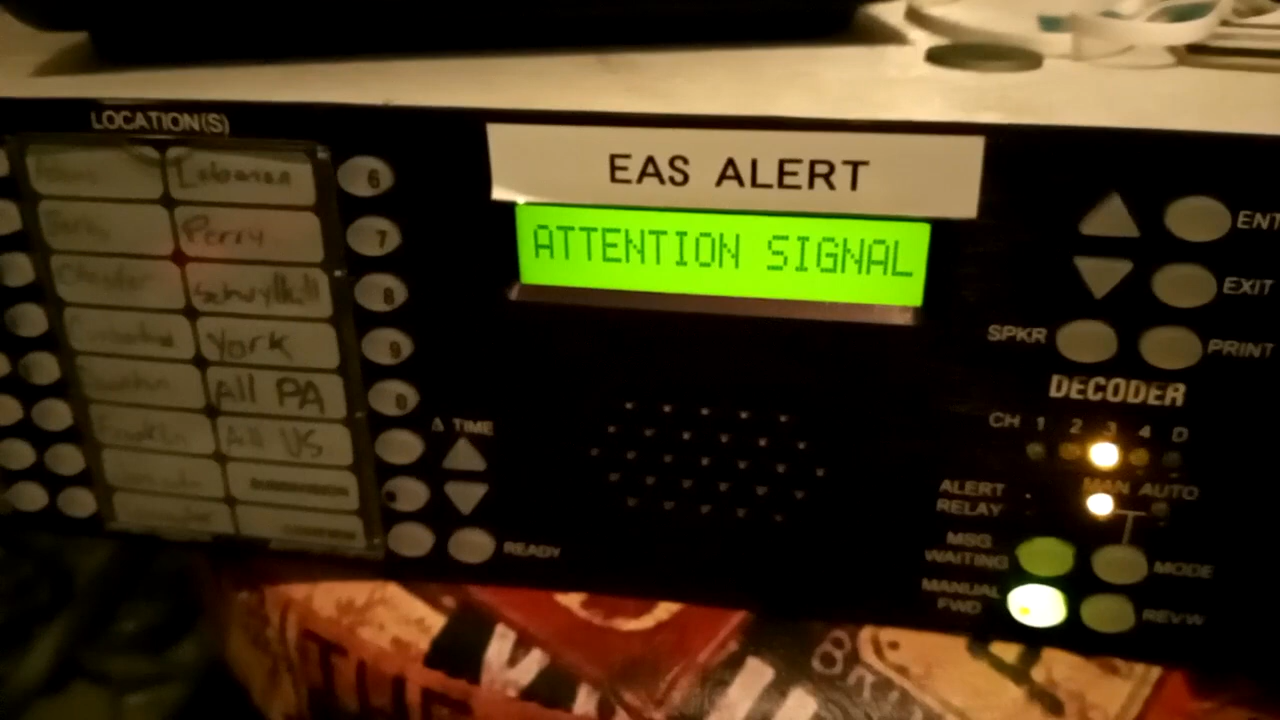 LOCATION(S)
Lebanon
Perry
Schuylkill
York
All PA
Franklin
All US
6
7
8
9
0
Δ TIME
READY
EAS ALERT
ATTENTION SIGNAL
ENT
EXIT
SPKR
PRINT
DECODER
CH 1 2 3 4 D
MAN AUTO
ALERT
RELAY
MSG
WAITING
MODE
MANUAL
FWD
REVW
THE